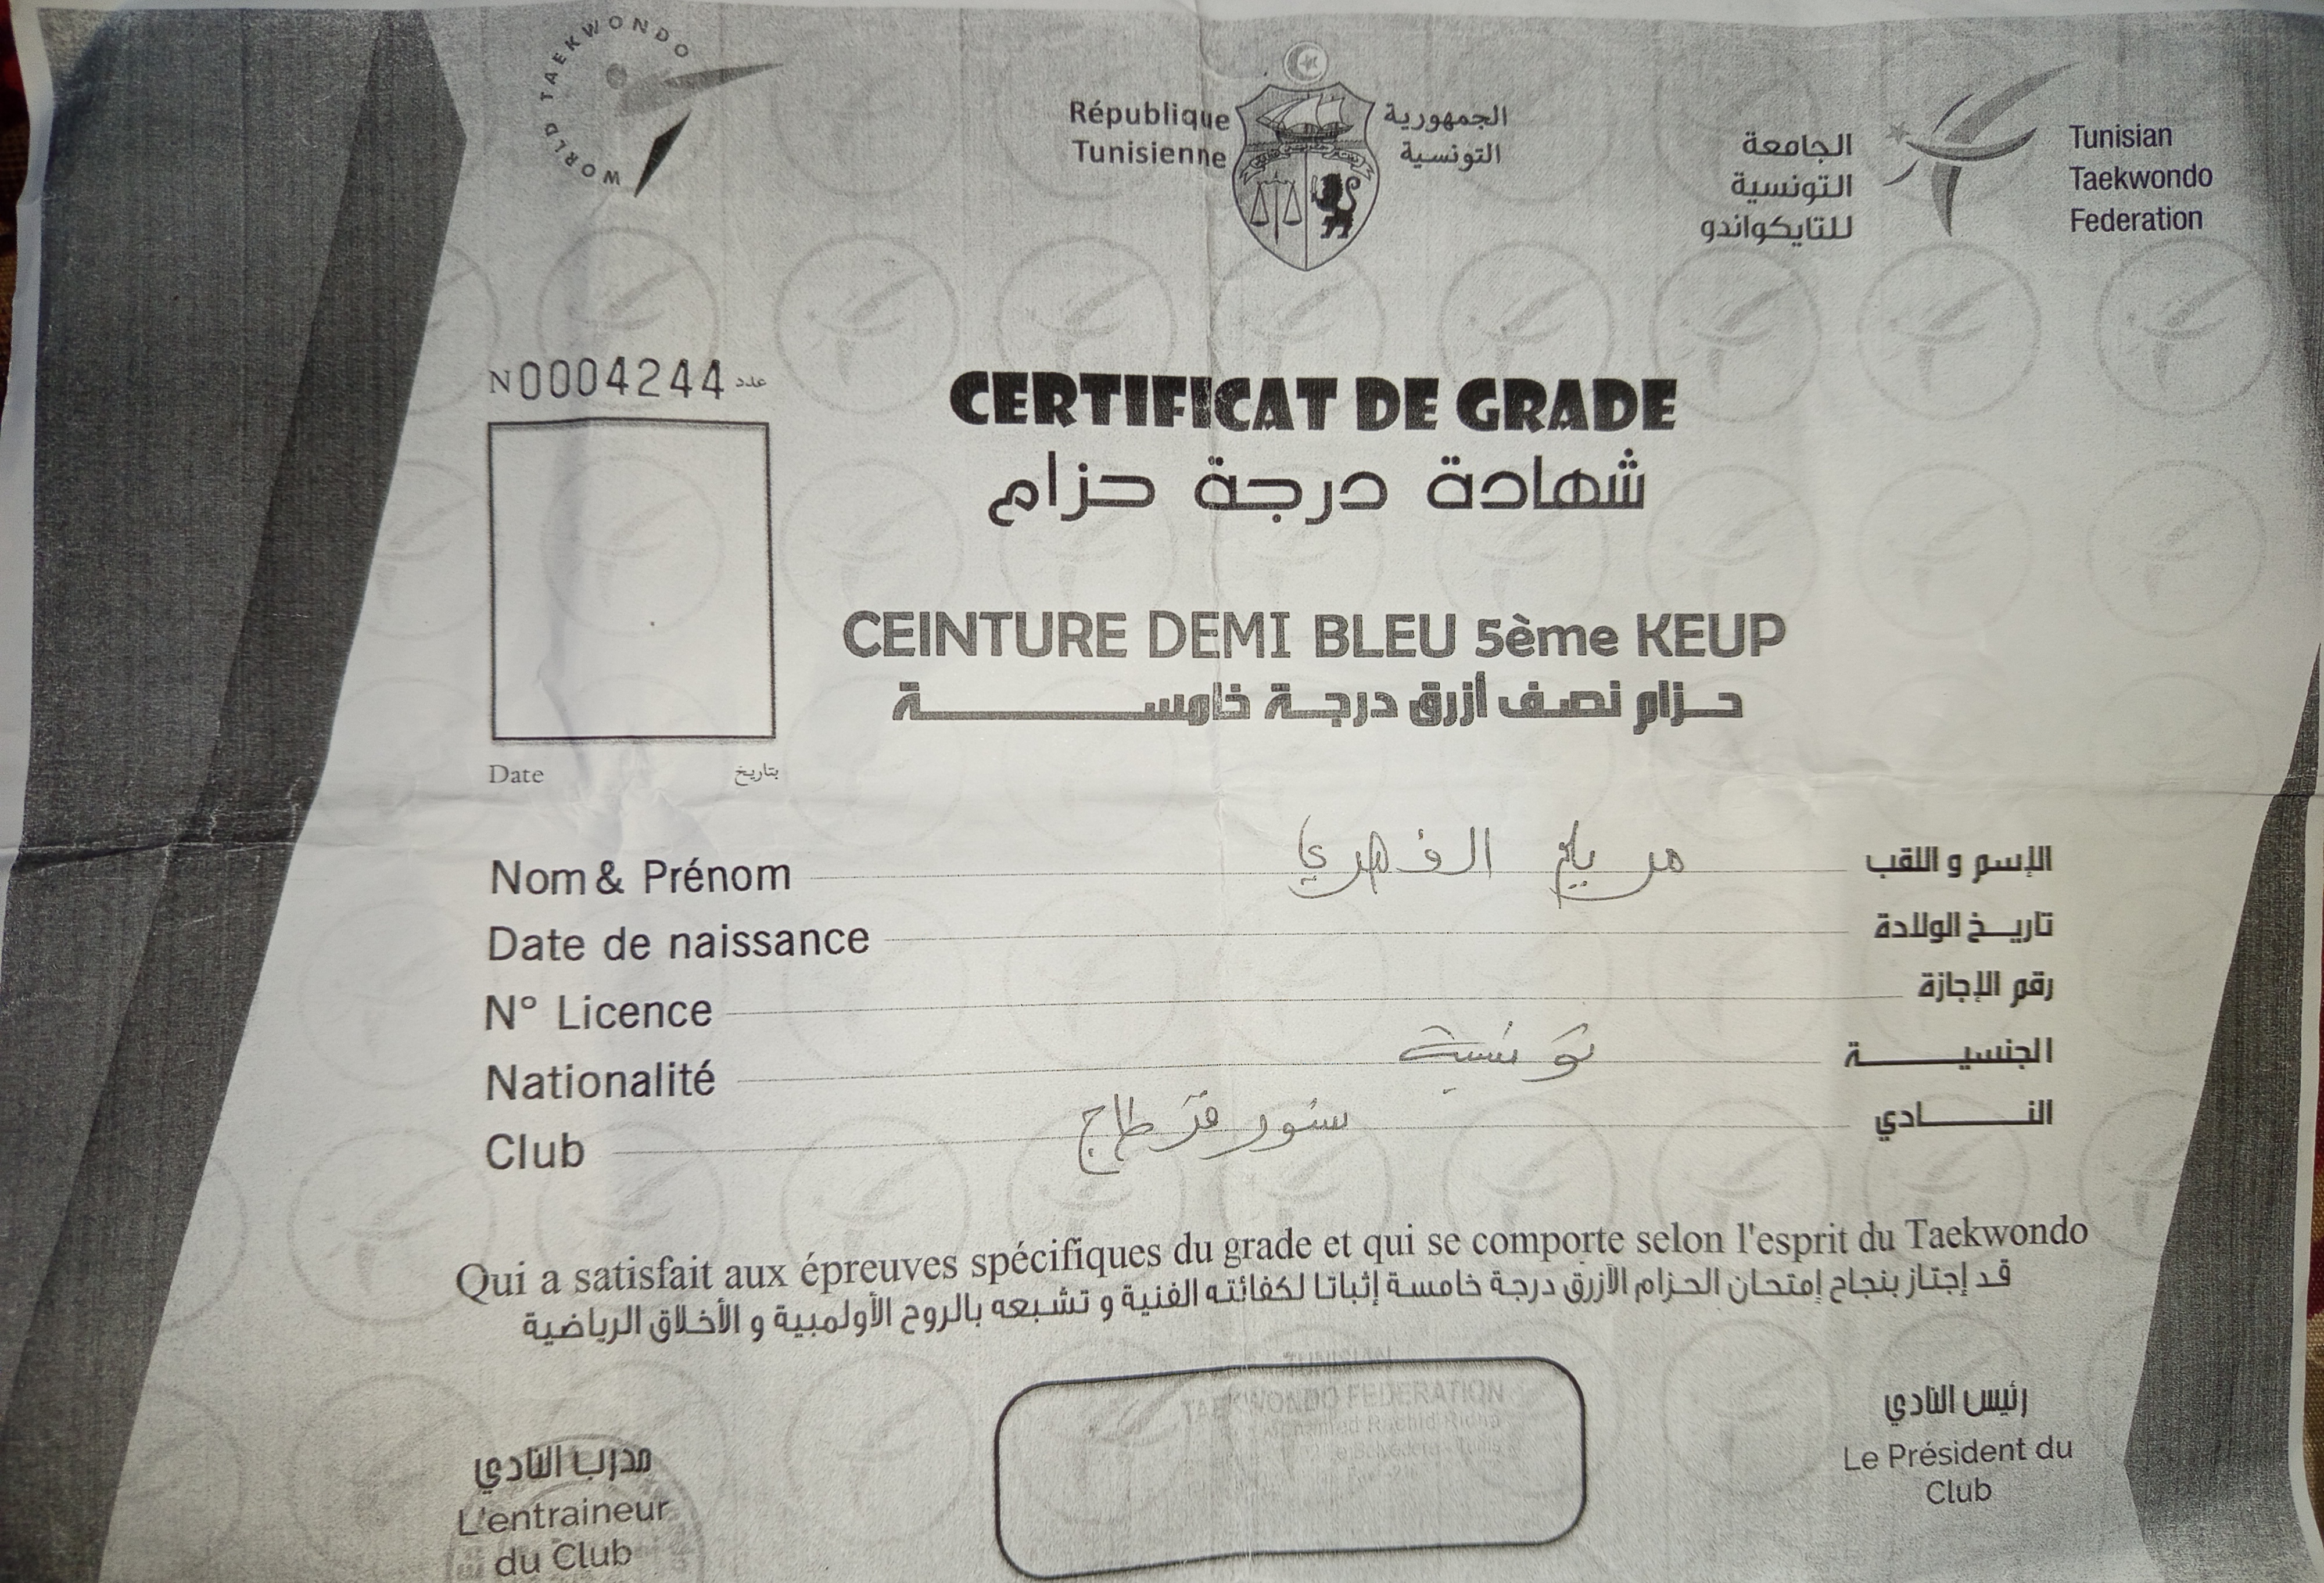 WORLD TAEKWONDO
République
Tunisienne
الجمهورية
التونسية
الجامعة
التونسية
للتايكواندو
Tunisian
Taekwondo
Federation
N0004244 عدد
CERTIFICAT DE GRADE
شهادة درجة حزام
CEINTURE DEMI BLEU 5ème KEUP
حزام نصف أزرق درجة خامسة
Date بتاريخ
Nom & Prénom مريم الفهري الإسم و اللقب
Date de naissance تاريخ الولادة
N° Licence رقم الإجازة
Nationalité تونسية الجنسية
Club سنور قرطاج النادي
Qui a satisfait aux épreuves spécifiques du grade et qui se comporte selon l'esprit du Taekwondo
قد إجتاز بنجاح إمتحان الحزام الأزرق درجة خامسة إثباتا لكفائته الفنية و تشبعه بالروح الأولمبية و الأخلاق الرياضية
TUNISIAN
TAEKWONDO FEDERATION
مدرب النادي
L'entraineur
du Club
رئيس النادي
Le Président du
Club